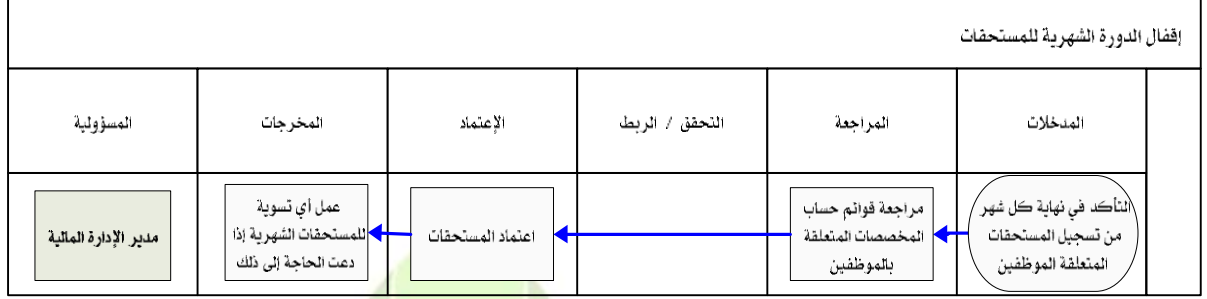 إقفال الدورة الشهرية للمستحقات
المدخلات
المراجعة
التحقق / الربط
الإعتماد
المخرجات
المسؤولية
التأكد في نهاية كل شهر
من تسجيل المستحقات
المتعلقة الموظفين
مراجعة قوائم حساب
المخصصات المتعلقة
بالموظفين
اعتماد المستحقات
عمل أي تسوية
للمستحقات الشهرية إذا
دعت الحاجة إلى ذلك
مدير الإدارة المالية